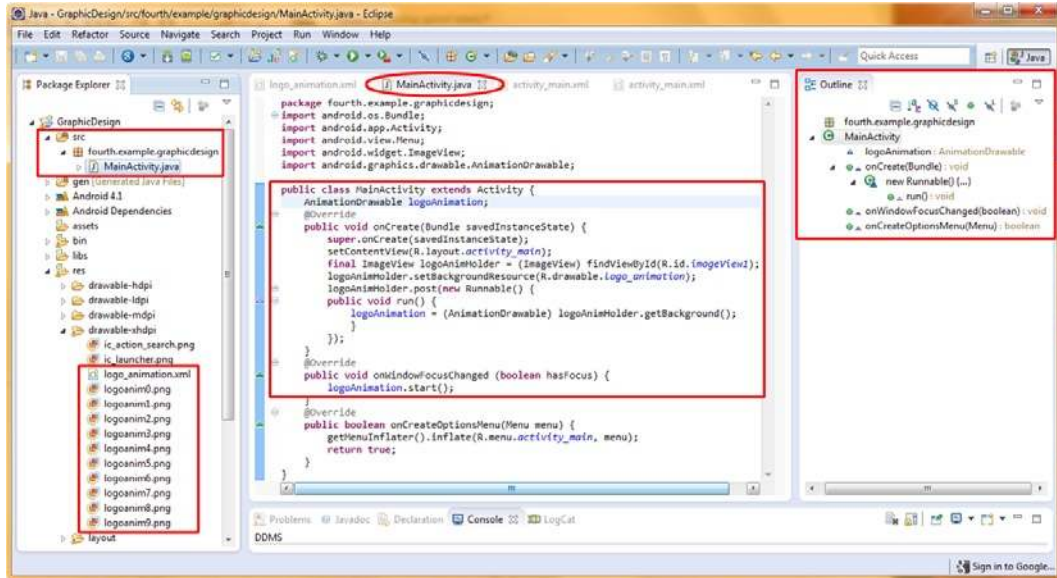 Java - GraphicDesign/src/fourth/example/graphicdesign/MainActivity.java - Eclipse
File Edit Refactor Source Navigate Search Project Run Window Help
Quick Access
Java
Package Explorer
GraphicDesign
src
fourth.example.graphicdesign
MainActivity.java
gen [Generated Java Files]
Android 4.1
Android Dependencies
assets
bin
libs
res
drawable-hdpi
drawable-ldpi
drawable-mdpi
drawable-xhdpi
ic_action_search.png
ic_launcher.png
logo_animation.xml
logoanim0.png
logoanim1.png
logoanim2.png
logoanim3.png
logoanim4.png
logoanim5.png
logoanim6.png
logoanim7.png
logoanim8.png
logoanim9.png
layout
logo_animation.xml MainActivity.java activity_main.xml activity_main.xml
package fourth.example.graphicdesign;
import android.os.Bundle;
import android.app.Activity;
import android.view.Menu;
import android.widget.ImageView;
import android.graphics.drawable.AnimationDrawable;
public class MainActivity extends Activity {
AnimationDrawable logoAnimation;
@Override
public void onCreate(Bundle savedInstanceState) {
super.onCreate(savedInstanceState);
setContentView(R.layout.activity_main);
final ImageView logoAnimHolder = (ImageView) findViewById(R.id.imageView1);
logoAnimHolder.setBackgroundResource(R.drawable.logo_animation);
logoAnimHolder.post(new Runnable() {
public void run() {
logoAnimation = (AnimationDrawable) logoAnimHolder.getBackground();
}
});
}
@Override
public void onWindowFocusChanged (boolean hasFocus) {
logoAnimation.start();
}
@Override
public boolean onCreateOptionsMenu(Menu menu) {
getMenuInflater().inflate(R.menu.activity_main, menu);
return true;
}
}
Outline
fourth.example.graphicdesign
MainActivity
logoAnimation : AnimationDrawable
onCreate(Bundle) : void
new Runnable() {...}
run() : void
onWindowFocusChanged(boolean) : void
onCreateOptionsMenu(Menu) : boolean
Problems Javadoc Declaration Console LogCat
DDMS
Sign in to Google...